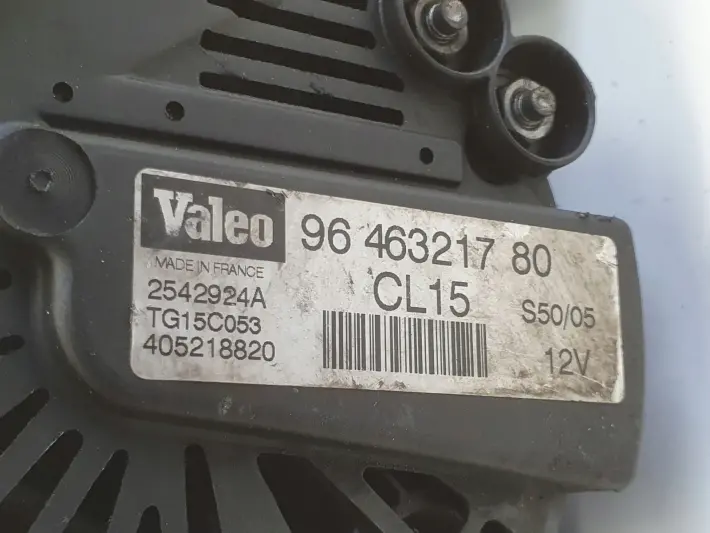 Valeo
96 463217 80
MADE IN FRANCE
2542924A
CL15
S50/05
TG15C053
405218820
12V